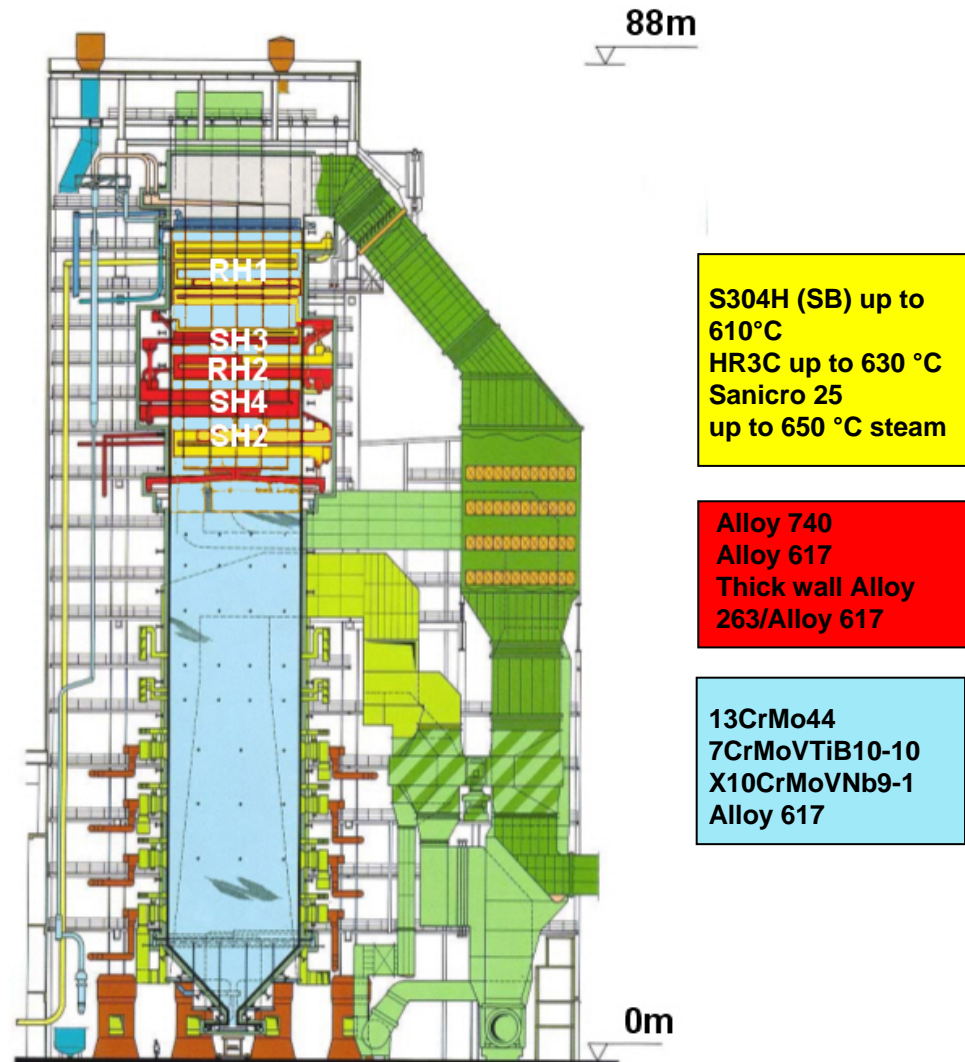 88m
RH1
SH3
RH2
SH4
SH2
S304H (SB) up to
610°C
HR3C up to 630 °C
Sanicro 25
up to 650 °C steam
Alloy 740
Alloy 617
Thick wall Alloy
263/Alloy 617
13CrMo44
7CrMoVTiB10-10
X10CrMoVNb9-1
Alloy 617
0m